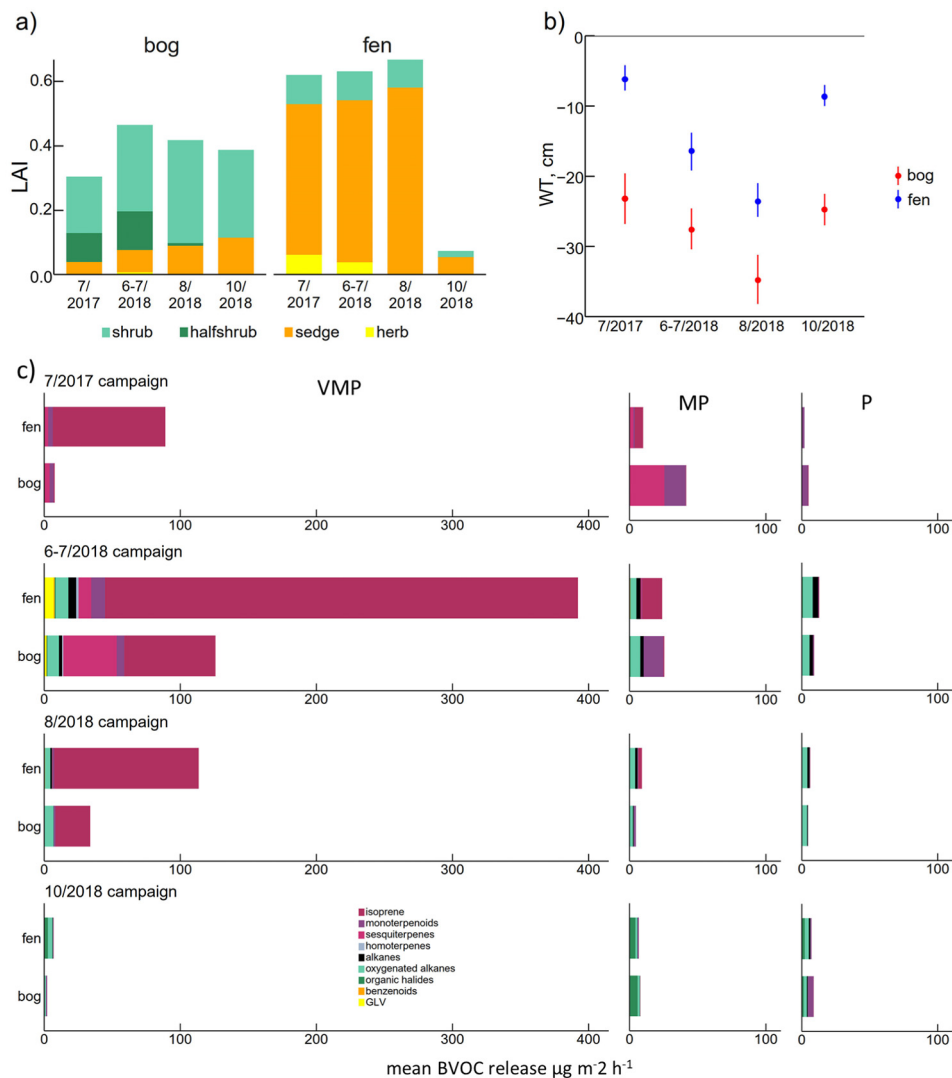 a)
bog fen
LAI
0.6
0.4
0.2
0.0
7/ 6-7/ 8/ 10/ 7/ 6-7/ 8/ 10/
2017 2018 2018 2018 2017 2018 2018 2018
shrub halfshrub sedge herb
b)
WT, cm
0
−10
−20
−30
−40
7/2017 6-7/2018 8/2018 10/2018
bog
fen
c)
7/2017 campaign
VMP MP P
fen
bog
0 100 200 300 400 0 100 0 100
6-7/2018 campaign
fen
bog
0 100 200 300 400 0 100 0 100
8/2018 campaign
fen
bog
0 100 200 300 400 0 100 0 100
10/2018 campaign
fen
bog
isoprene
monoterpenoids
sesquiterpenes
homoterpenes
alkanes
oxygenated alkanes
organic halides
benzenoids
GLV
0 100 200 300 400 0 100 0 100
mean BVOC release µg m-2 h⁻¹